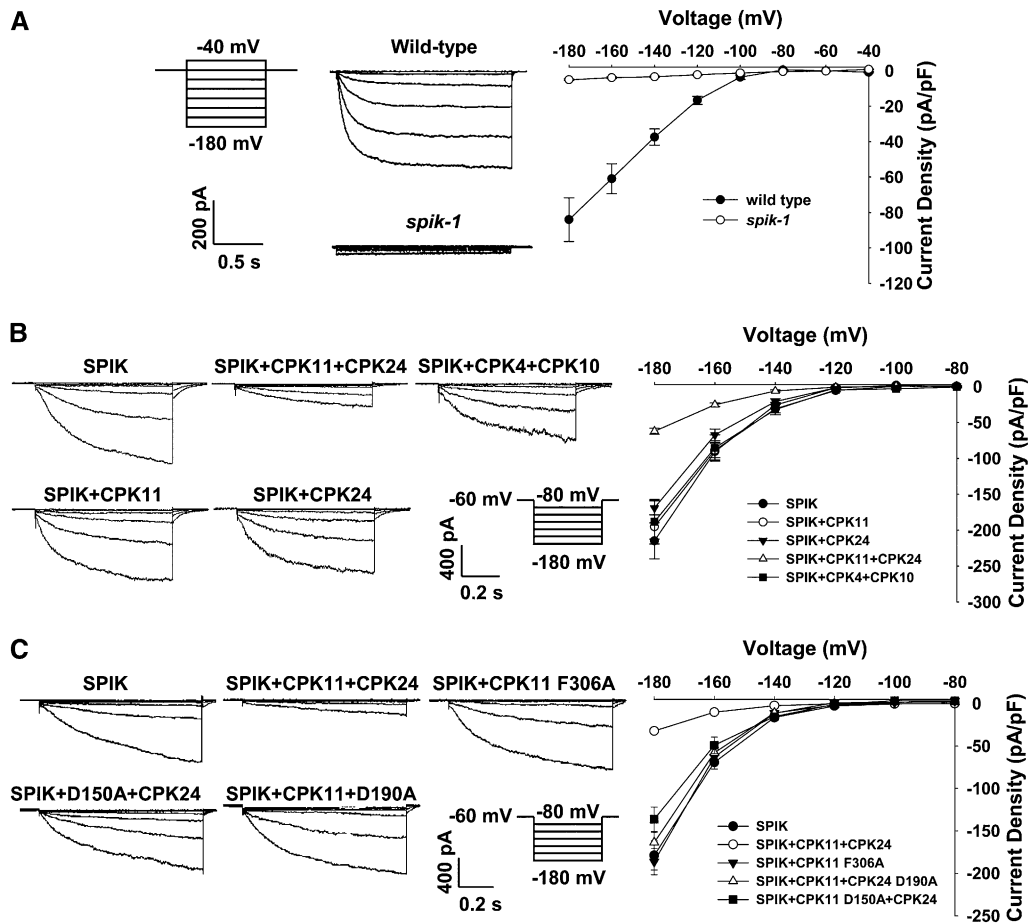 A
Voltage (mV)
-40 mV
Wild-type
-180 -160 -140 -120 -100 -80 -60 -40
0
-20
-40
-60
-80
-100
-120
Current Density (pA/pF)
-180 mV
wild type
spik-1
200 pA
0.5 s
spik-1
B
Voltage (mV)
SPIK
SPIK+CPK11+CPK24
SPIK+CPK4+CPK10
-180 -160 -140 -120 -100 80
0
-50
-100
-150
-200
-250
-300
Current Density (pA/pF)
SPIK+CPK11
SPIK+CPK24
-60 mV
-80 mV
-180 mV
400 pA
0.2 s
SPIK
SPIK+CPK11
SPIK+CPK24
SPIK+CPK11+CPK24
SPIK+CPK4+CPK10
C
Voltage (mV)
SPIK
SPIK+CPK11+CPK24
SPIK+CPK11 F306A
-180 -160 -140 -120 -100 -80
0
-50
-100
-150
-200
-250
Current Density (pA/pF)
SPIK+D150A+CPK24
SPIK+CPK11+D190A
-60 mV
-80 mV
-180 mV
400 pA
0.2 s
SPIK
SPIK+CPK11+CPK24
SPIK+CPK11 F306A
SPIK+CPK11+CPK24 D190A
SPIK+CPK11 D150A+CPK24